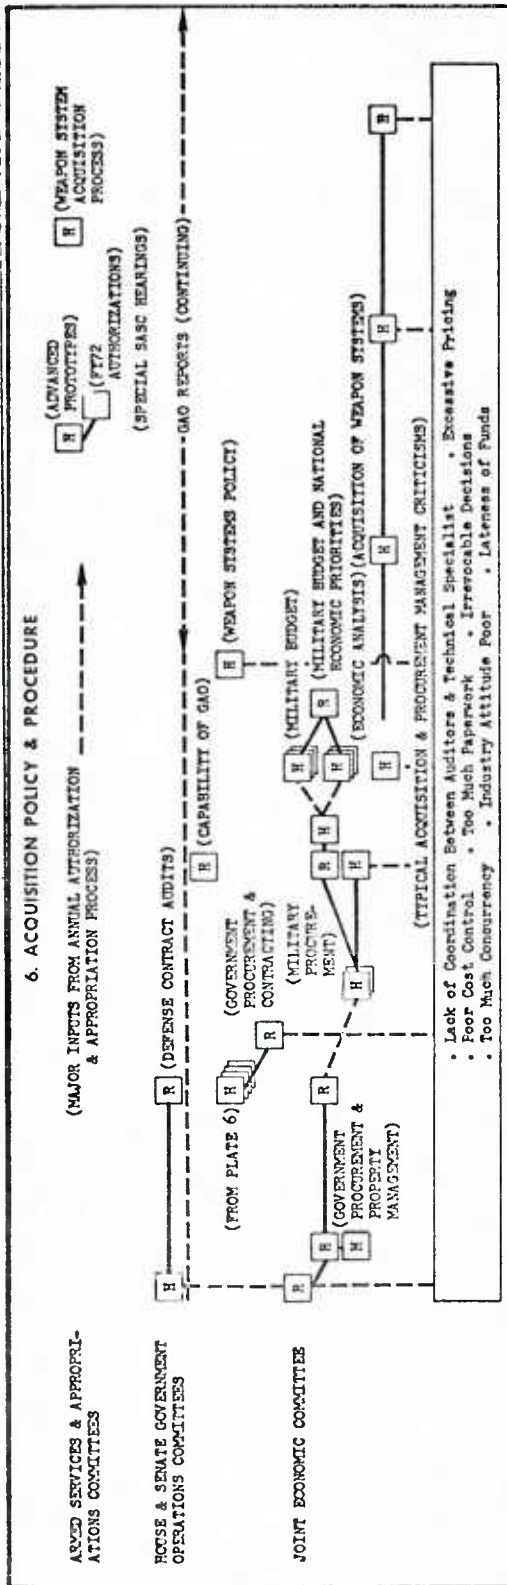 6. ACQUISITION POLICY & PROCEDURE
ARMED SERVICES & APPROPRI-
ATIONS COMMITTEES
(MAJOR INPUTS FROM ANNUAL AUTHORIZATION
& APPROPRIATION PROCESS)
H
(ADVANCED
PROTOTYPES)
(FY72
AUTHORIZATIONS)
(SPECIAL SASC HEARINGS)
H
(WEAPON SYSTEM
ACQUISITION
PROCESS)
HOUSE & SENATE GOVERNMENT
OPERATIONS COMMITTEES
H
R
(DEFENSE CONTRACT AUDITS)
GAO REPORTS (CONTINUING)
H
(CAPABILITY OF GAO)
(FROM PLATE 6)
H
R
(GOVERNMENT
PROCUREMENT &
CONTRACTING)
H
(WEAPON SYSTEMS POLICY)
JOINT ECONOMIC COMMITTEE
R
H
H
(GOVERNMENT
PROCUREMENT &
PROPERTY
MANAGEMENT)
R
H
(MILITARY
PROCURE-
MENT)
R
H
H
H
(MILITARY BUDGET)
H
R
(MILITARY BUDGET AND NATIONAL
ECONOMIC PRIORITIES)
(ECONOMIC ANALYSIS)
(ACQUISITION OF WEAPON SYSTEMS)
H
H
H
H
(TYPICAL ACQUISITION & PROCUREMENT MANAGEMENT CRITICISMS)
. Lack of Coordination Between Auditors & Technical Specialist . Excessive Pricing
. Poor Cost Control . Too Much Paperwork . Irrevocable Decisions
. Too Much Concurrency . Industry Attitude Poor . Lateness of Funds